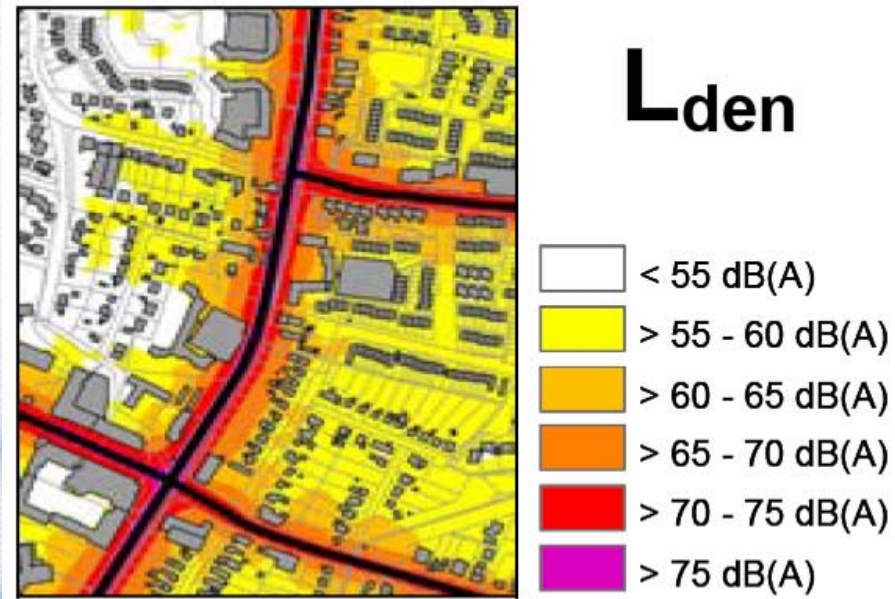 Lden
< 55 dB(A)
> 55 - 60 dB(A)
> 60 - 65 dB(A)
> 65 - 70 dB(A)
> 70 - 75 dB(A)
> 75 dB(A)